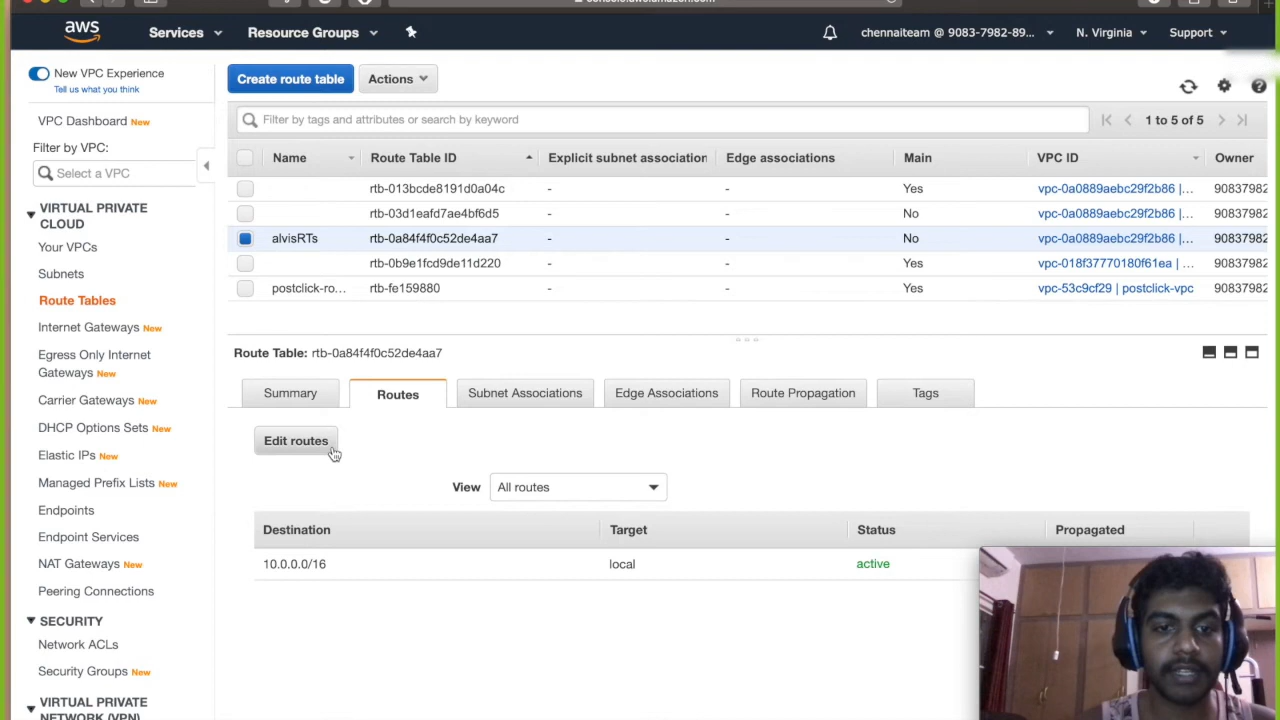 console.aws.amazon.com
aws
Services
Resource Groups
chennaiteam @ 9083-7982-89...
N. Virginia
Support
New VPC Experience
Tell us what you think
VPC Dashboard New
Filter by VPC:
Select a VPC
VIRTUAL PRIVATE
CLOUD
Your VPCs
Subnets
Route Tables
Internet Gateways New
Egress Only Internet
Gateways New
Carrier Gateways New
DHCP Options Sets New
Elastic IPs New
Managed Prefix Lists New
Endpoints
Endpoint Services
NAT Gateways New
Peering Connections
SECURITY
Network ACLs
Security Groups New
VIRTUAL PRIVATE
NETWORK (VPN)
Create route table
Actions
Filter by tags and attributes or search by keyword
1 to 5 of 5
Name Route Table ID Explicit subnet association Edge associations Main VPC ID Owner
rtb-013bcde8191d0a04c - - Yes vpc-0a0889aebc29f2b86 |... 90837982
rtb-03d1eafd7ae4bf6d5 - - No vpc-0a0889aebc29f2b86 |... 90837982
alvisRTs rtb-0a84f4f0c52de4aa7 - - No vpc-0a0889aebc29f2b86 |... 90837982
rtb-0b9e1fcd9de11d220 - - Yes vpc-018f37770180f61ea | ... 90837982
postclick-ro... rtb-fe159880 - - Yes vpc-53c9cf29 | postclick-vpc 90837982
Route Table: rtb-0a84f4f0c52de4aa7
Summary
Routes
Subnet Associations
Edge Associations
Route Propagation
Tags
Edit routes
View All routes
Destination Target Status Propagated
10.0.0.0/16 local active